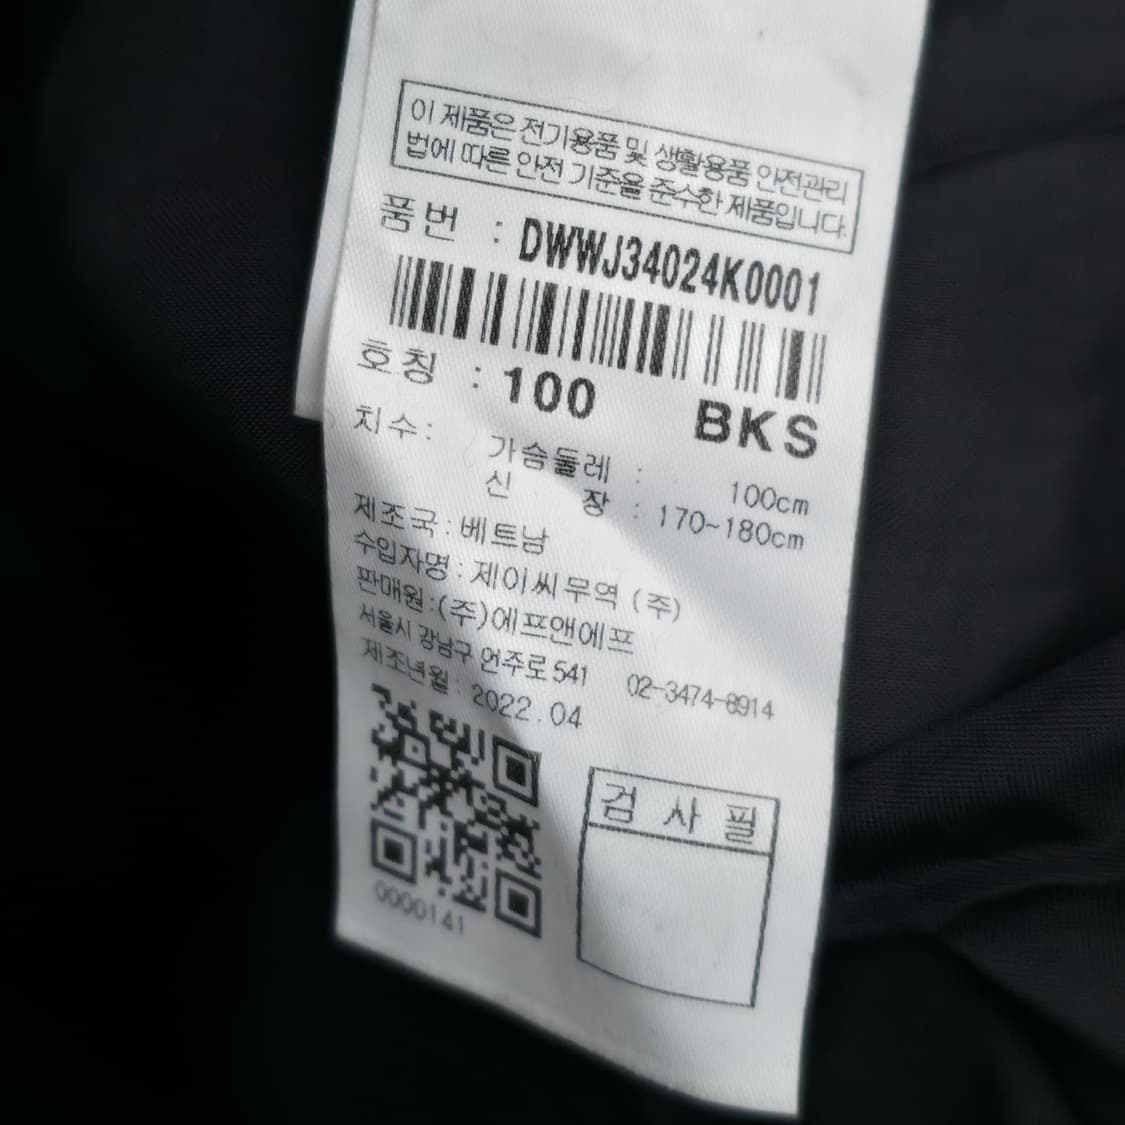 이 제품은 전기용품 및 생활용품 안전관리
법에 따른 안전 기준을 준수한 제품입니다.
품번 : DWWJ34024K0001
호칭 : 100 BKS
치수: 가슴둘레 : 100cm
신 장 : 170~180cm
제조국 : 베트남
수입자명 : 제이씨무역 (주)
판매원 : (주)에프앤에프
서울시 강남구 언주로 541 02-3474-8914
제조년월 : 2022.04
0000141
검 사 필